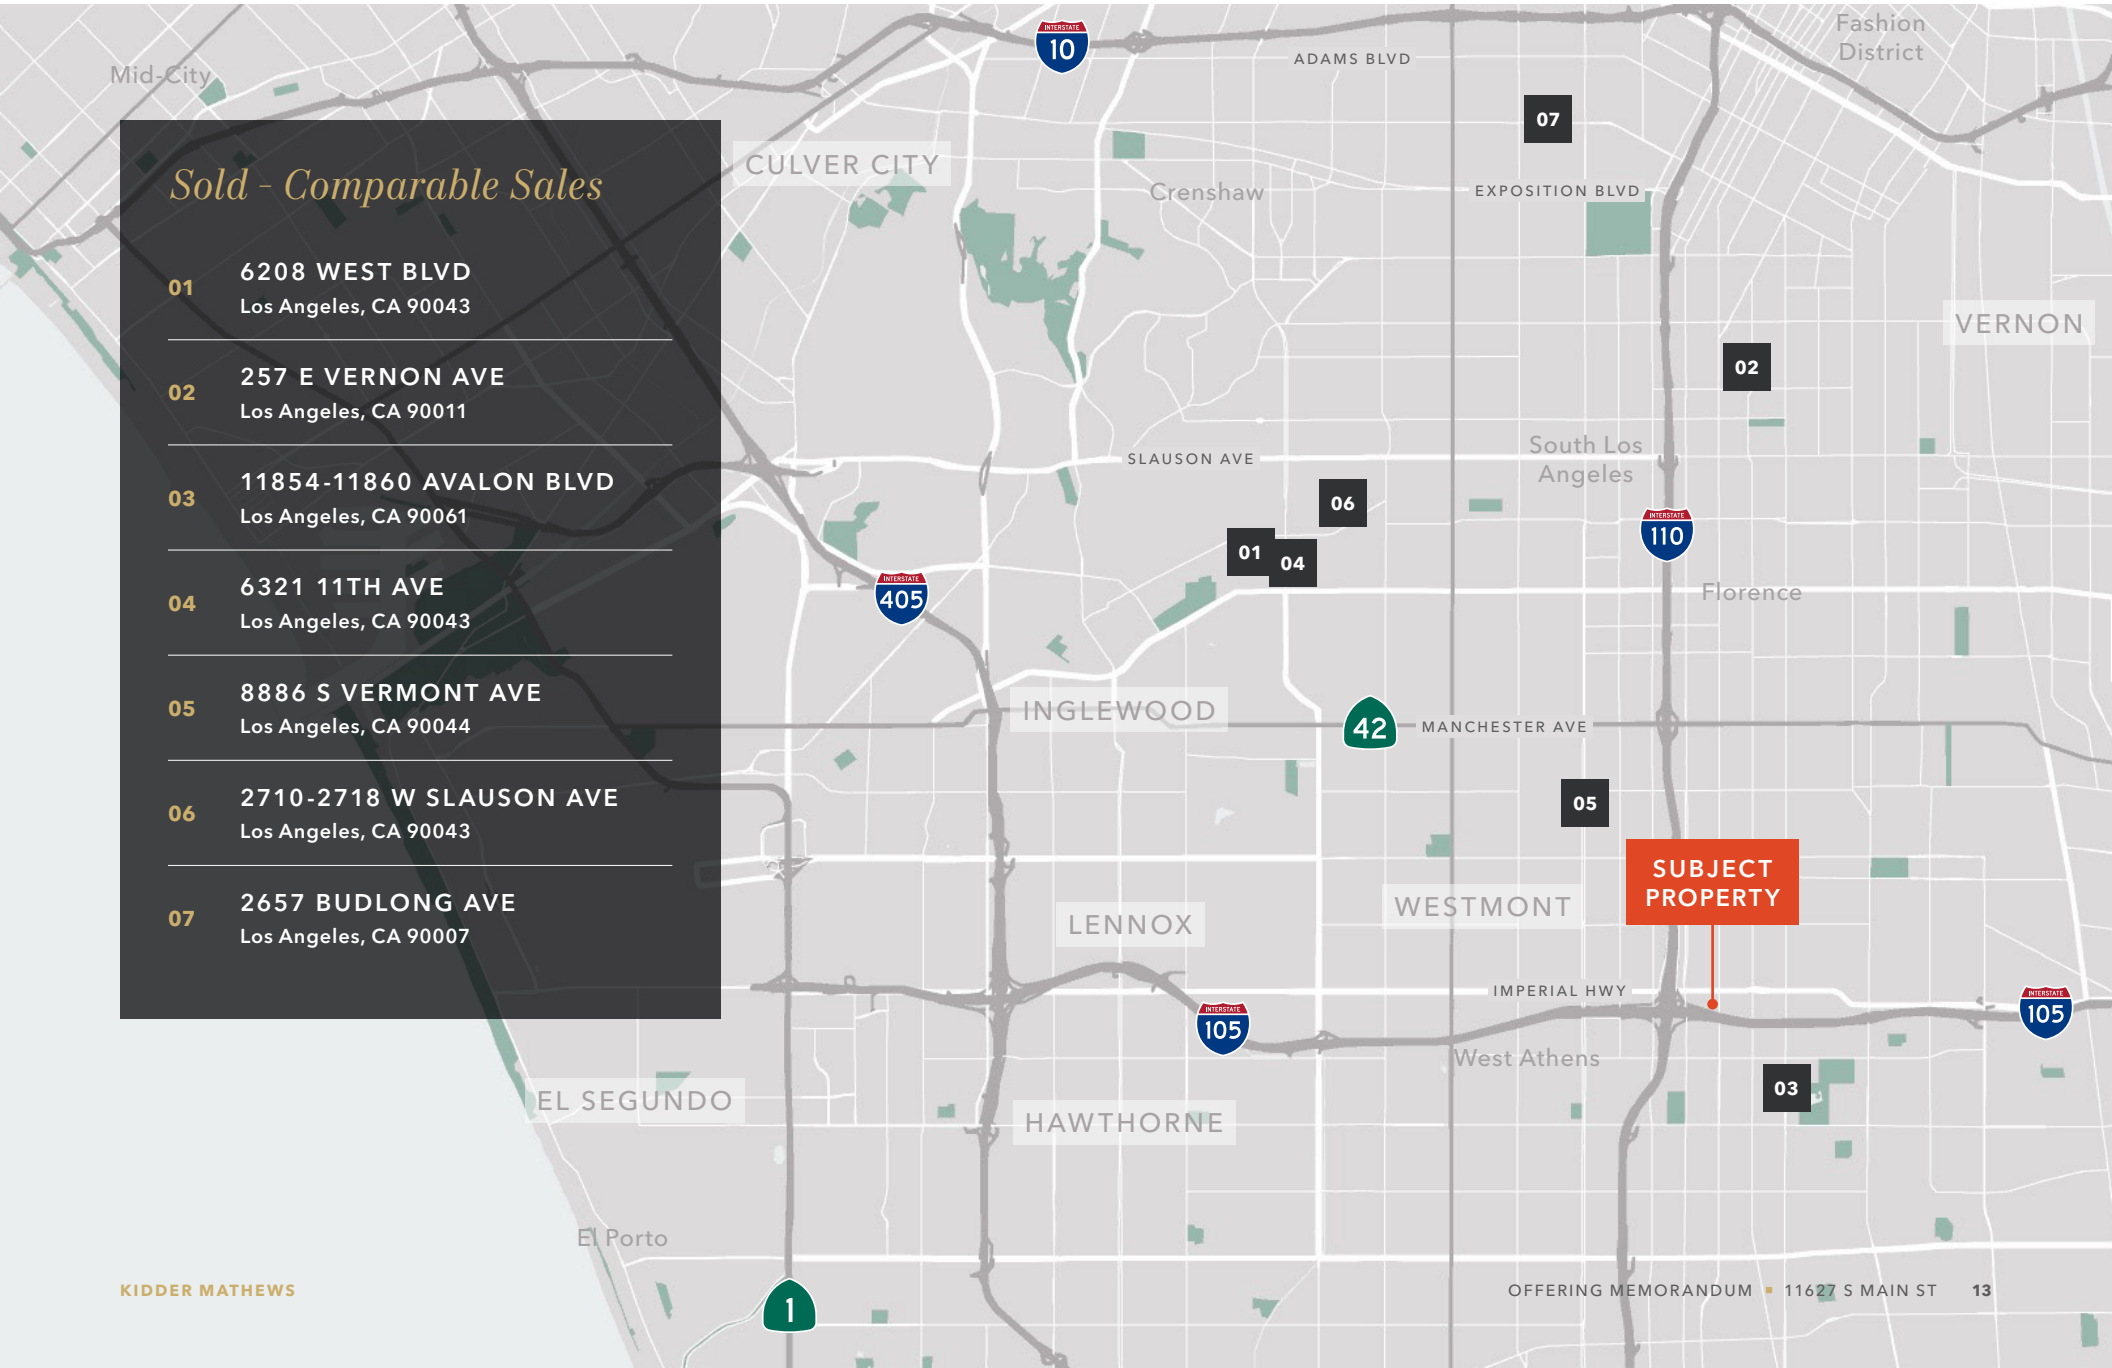 Sold - Comparable Sales
01
6208 WEST BLVD
Los Angeles, CA 90043
02
257 E VERNON AVE
Los Angeles, CA 90011
03
11854-11860 AVALON BLVD
Los Angeles, CA 90061
04
6321 11TH AVE
Los Angeles, CA 90043
05
8886 S VERMONT AVE
Los Angeles, CA 90044
06
2710-2718 W SLAUSON AVE
Los Angeles, CA 90043
07
2657 BUDLONG AVE
Los Angeles, CA 90007
Mid-City
INTERSTATE
10
ADAMS BLVD
Fashion
District
07
CULVER CITY
Crenshaw
EXPOSITION BLVD
VERNON
02
SLAUSON AVE
South Los
Angeles
06
01
04
INTERSTATE
110
INTERSTATE
405
Florence
INGLEWOOD
42
MANCHESTER AVE
05
SUBJECT
PROPERTY
WESTMONT
LENNOX
IMPERIAL HWY
INTERSTATE
105
INTERSTATE
105
West Athens
03
EL SEGUNDO
HAWTHORNE
El Porto
1
KIDDER MATHEWS
OFFERING MEMORANDUM ▪ 11627 S MAIN ST 13